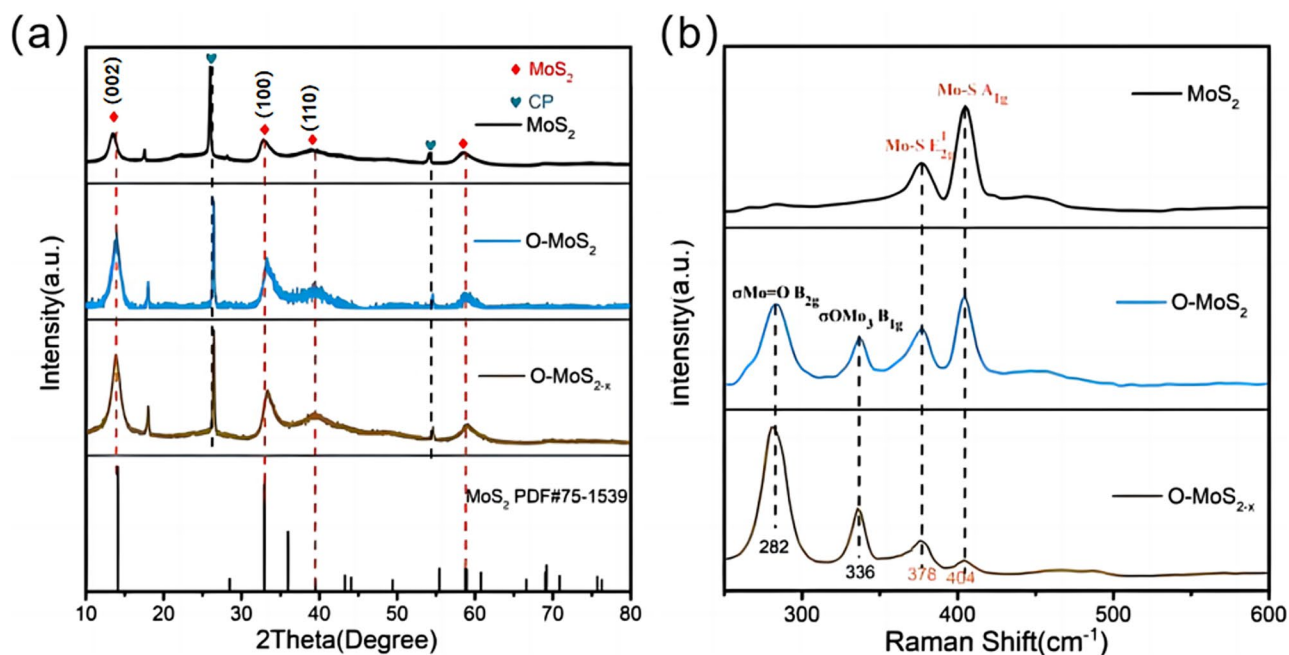 (a)
(002)
(100)
(110)
♦ MoS₂
♥ CP
MoS₂
O-MoS₂
O-MoS₂₋ₓ
MoS₂ PDF#75-1539
Intensity(a.u.)
10 20 30 40 50 60 70 80
2Theta(Degree)
(b)
Mo-S A₁g
Mo-S E¹₂g
MoS₂
O-MoS₂
σMo=O B₂g
σOMo₃ B₁g
O-MoS₂₋ₓ
282
336
378
404
intensity(a.u.)
300 400 500 600
Raman Shift(cm⁻¹)